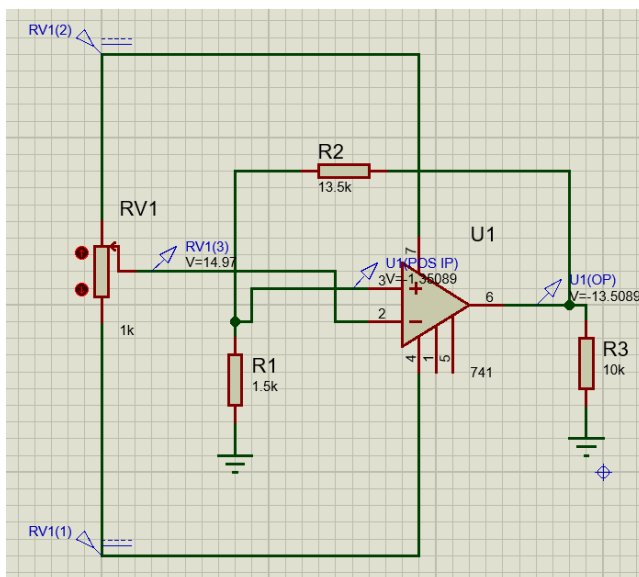 RV1(2)
R2
13.5k
RV1
U1
RV1(3)
V=14.97
U1(POS IP)
V=-1.35089
7
3
U1(OP)
V=-13.5089
6
2
1k
R1
1.5k
4
1
5
741
R3
10k
RV1(1)